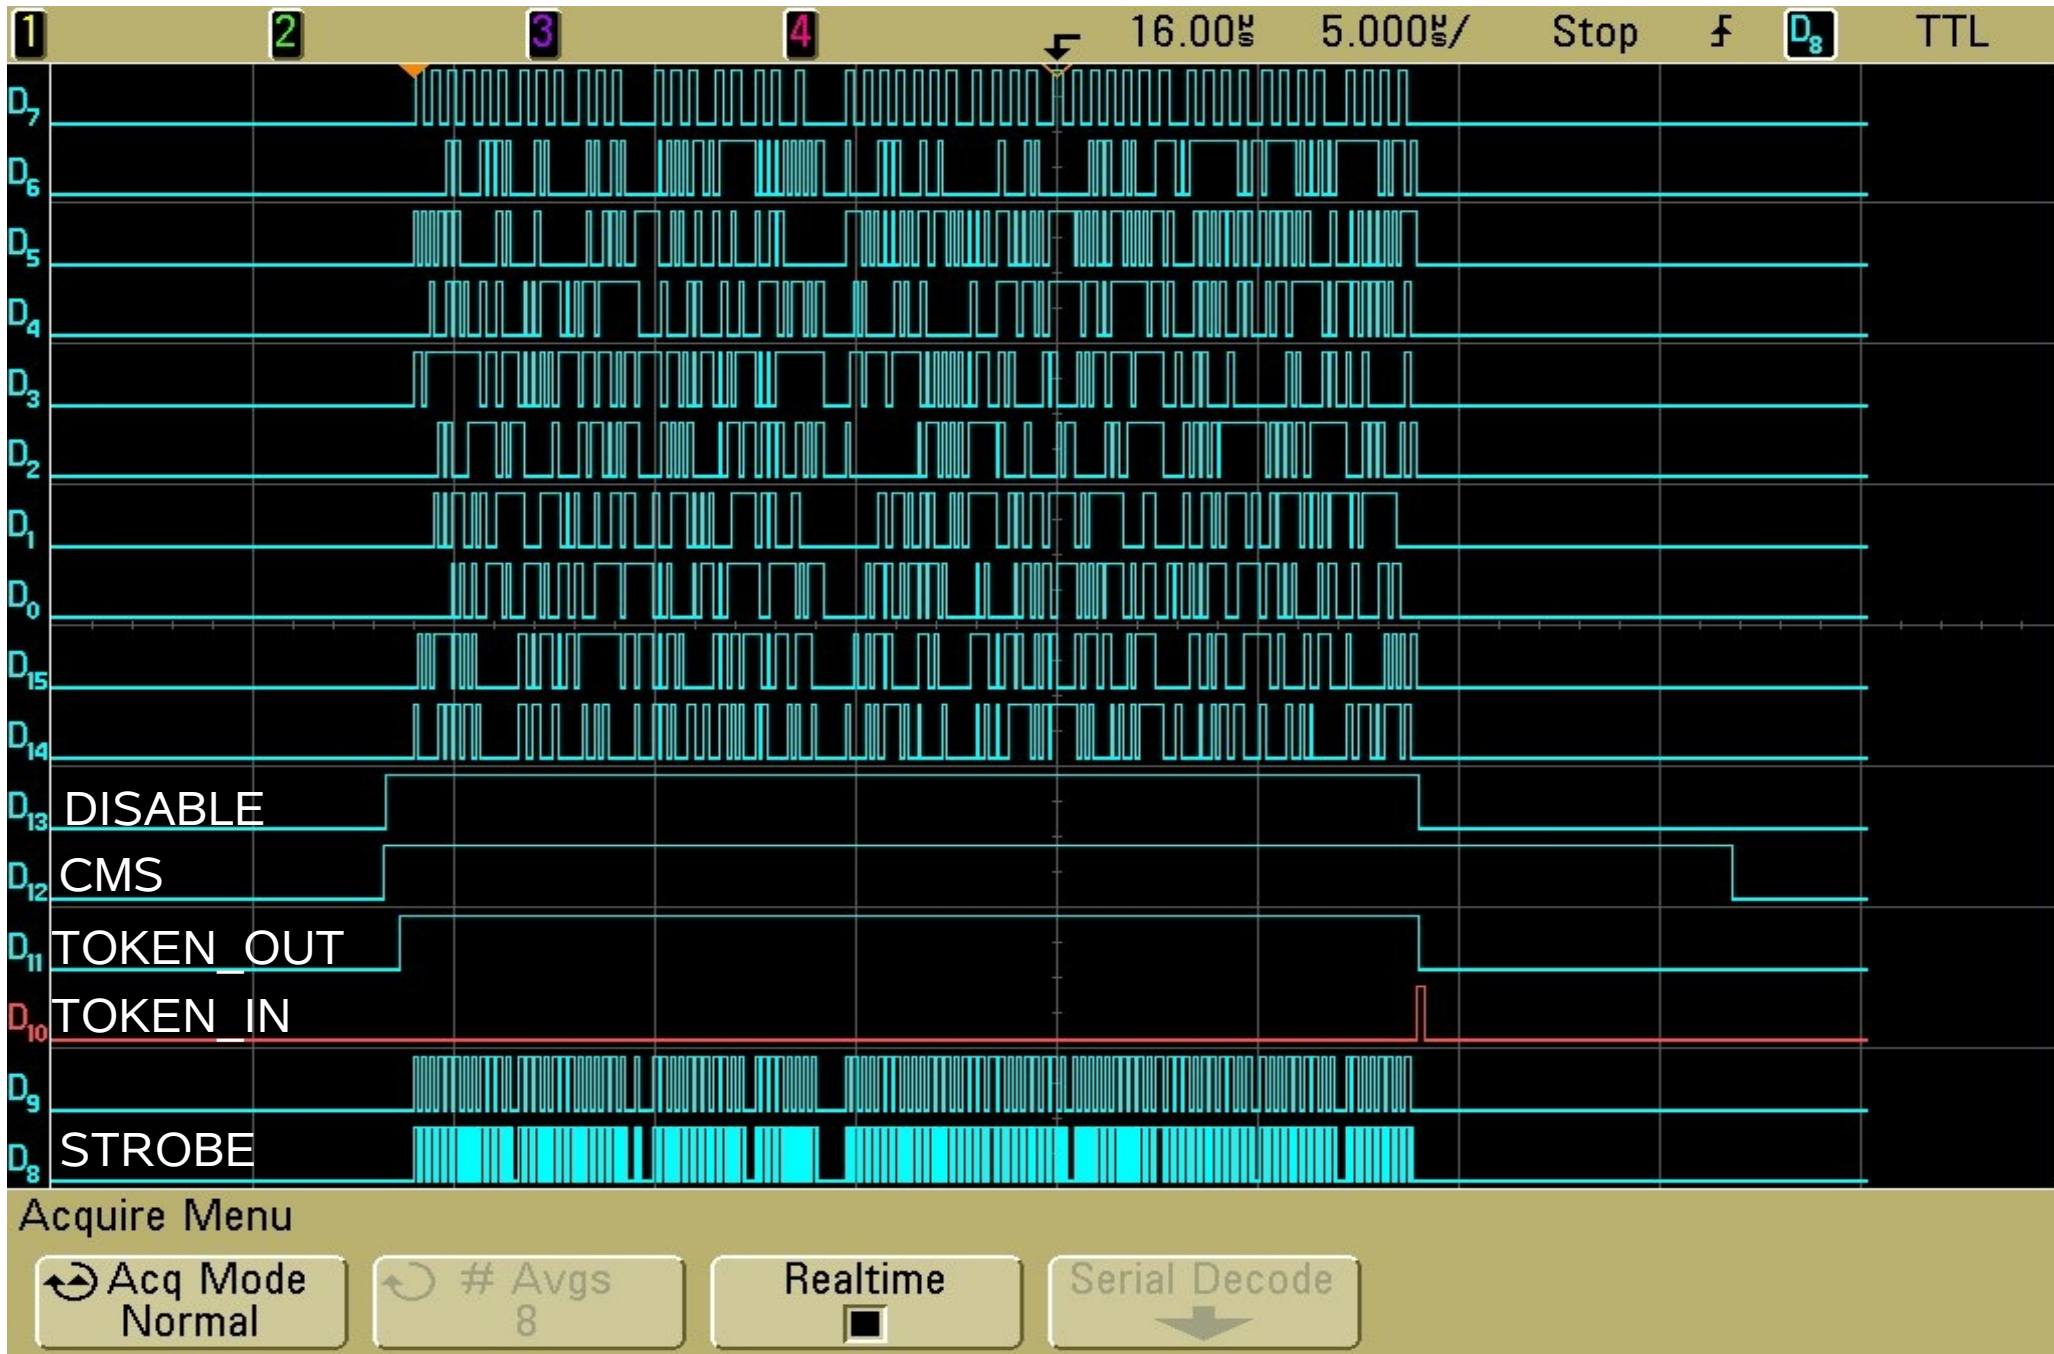 1 2 3 4 16.00µs 5.000µs/ Stop D8 TTL
D7
D6
D5
D4
D3
D2
D1
D0
D15
D14
D13 DISABLE
D12 CMS
D11 TOKEN_OUT
D10 TOKEN_IN
D9
D8 STROBE
Acquire Menu
Acq Mode # Avgs Realtime Serial Decode
Normal 8